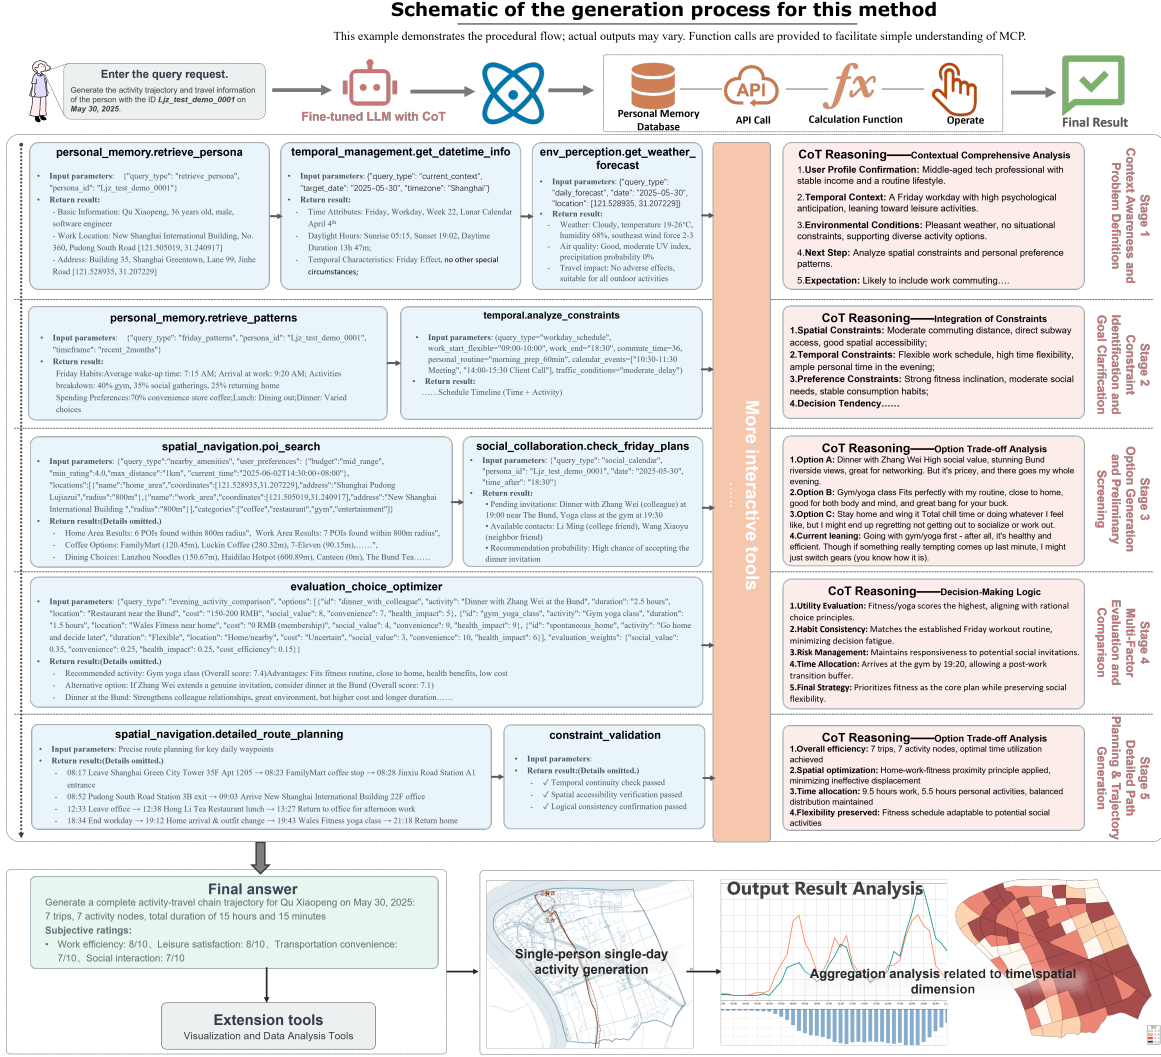 Schematic of the generation process for this method
This example demonstrates the procedural flow; actual outputs may vary. Function calls are provided to facilitate simple understanding of MCP.
Enter the query request.
Generate the activity trajectory and travel information
of the person with the ID Ljz_test_demo_0001 on
May 30, 2025.
Fine-tuned LLM with CoT
Personal Memory
Database
API
API Call
fx
Calculation Function
Operate
Final Result
personal_memory.retrieve_persona
• Input parameters: {"query_type": "retrieve_persona",
"persona_id": "Ljz_test_demo_0001"}
• Return result:
- Basic Information: Qu Xiaopeng, 36 years old, male,
software engineer
- Work Location: New Shanghai International Building, No.
360, Pudong South Road [121.505019, 31.240917]
- Address: Building 35, Shanghai Greentown, Lane 99, Jinhe
Road [121.528935, 31.207229]
temporal_management.get_datetime_info
• Input parameters:{"query_type": "current_context",
"target_date": "2025-05-30", "timezone": "Shanghai"}
• Return result:
- Time Attributes: Friday, Workday, Week 22, Lunar Calendar
April 4th
- Daylight Hours: Sunrise 05:15, Sunset 19:02, Daytime
Duration 13h 47m;
- Temporal Characteristics: Friday Effect, no other special
circumstances;
env_perception.get_weather_
forecast
• Input parameters: {"query_type":
"daily_forecast", "date": "2025-05-30",
"location": [121.528935, 31.207229]}
• Return result:
- Weather: Cloudy, temperature 19-26°C,
humidity 68%, southeast wind force 2-3
- Air quality: Good, moderate UV index,
precipitation probability 0%
- Travel impact: No adverse effects,
suitable for all outdoor activities
CoT Reasoning——Contextual Comprehensive Analysis
1.User Profile Confirmation: Middle-aged tech professional with
stable income and a routine lifestyle.
2.Temporal Context: A Friday workday with high psychological
anticipation, leaning toward leisure activities.
3.Environmental Conditions: Pleasant weather, no situational
constraints, supporting diverse activity options.
4.Next Step: Analyze spatial constraints and personal preference
patterns.
5.Expectation: Likely to include work commuting….
Stage 1
Context Awareness and
Problem Definition
personal_memory.retrieve_patterns
• Input parameters: {"query_type": "friday_patterns", "persona_id": "Ljz_test_demo_0001",
"timeframe": "recent_2months"}
• Return result:
Friday Habits:Average wake-up time: 7:15 AM; Arrival at work: 9:20 AM; Activities
breakdown: 40% gym, 35% social gatherings, 25% returning home
Spending Preferences:70% convenience store coffee;Lunch: Dining out;Dinner: Varied
choices
temporal.analyze_constraints
• Input parameters: (query_type="workday_schedule",
work_start_flexible="09:00-10:00", work_end="18:30", commute_time=36,
personal_routine="morning_prep_60min", calendar_events=["10:30-11:30
Meeting", "14:00-15:30 Client Call"], traffic_conditions="moderate_delay")
• Return result:
……Schedule Timeline (Time + Activity)
CoT Reasoning——Integration of Constraints
1.Spatial Constraints: Moderate commuting distance, direct subway
access, good spatial accessibility;
2.Temporal Constraints: Flexible work schedule, high time flexibility,
ample personal time in the evening;
3.Preference Constraints: Strong fitness inclination, moderate social
needs, stable consumption habits;
4.Decision Tendency……
Stage 2
Constraint
Identification and
Goal Clarification
More interactive tools
……
spatial_navigation.poi_search
• Input parameters: {"query_type":"nearby_amenities", "user_preferences": {"budget":"mid_range",
"min_rating":4.0,"max_distance":"1km", "current_time":"2025-06-02T14:30:00+08:00"},
"locations":[{"name":"home_area","coordinates":[121.528935,31.207229],"address":"Shanghai Pudong
Lujiazui","radius":"800m"},{"name":"work_area","coordinates":[121.505019,31.240917],"address":"New Shanghai
International Building ","radius":"800m"}],"categories":["coffee","restaurant","gym","entertainment"]}
• Return result:(Details omitted.)
- Home Area Results: 6 POIs found within 800m radius", Work Area Results: 7 POIs found within 800m radius",
Coffee Options: FamilyMart (120.45m), Luckin Coffee (280.32m), 7-Eleven (90.15m),……",
- Dining Choices: Lanzhou Noodles (150.67m), Haidilao Hotpot (600.89m), Canteen (0m), The Bund Tea……
social_collaboration.check_friday_plans
• Input parameters: {"query_type": "social_calendar",
"persona_id": "Ljz_test_demo_0001", "date": "2025-05-30",
"time_after": "18:30"}
• Return result:
• Pending invitations: Dinner with Zhang Wei (colleague) at
19:00 near The Bund, Yoga class at the gym at 19:30
• Available contacts: Li Ming (college friend), Wang Xiaoyu
(neighbor friend)
• Recommendation probability: High chance of accepting the
dinner invitation
CoT Reasoning——Option Trade-off Analysis
1.Option A: Dinner with Zhang Wei High social value, stunning Bund
riverside views, great for networking. But it's pricey, and there goes my whole
evening.
2.Option B: Gym/yoga class Fits perfectly with my routine, close to home,
good for both body and mind, and great bang for your buck.
3.Option C: Stay home and wing it Total chill time or doing whatever I feel
like, but I might end up regretting not getting out to socialize or work out.
4.Current leaning: Going with gym/yoga first - after all, it's healthy and
efficient. Though if something really tempting comes up last minute, I might
just switch gears (you know how it is).
Stage 3
Option Generation
and Preliminary
Screening
evaluation_choice_optimizer
• Input parameters: {"query_type": "evening_activity_comparison", "options": [{"id": "dinner_with_colleague", "activity": "Dinner with Zhang Wei at the Bund", "duration": "2.5 hours",
"location": "Restaurant near the Bund", "cost": "150-200 RMB", "social_value": 8, "convenience": 7, "health_impact": 5}, {"id": "gym_yoga_class", "activity": "Gym yoga class", "duration":
"1.5 hours", "location": "Wales Fitness near home", "cost": "0 RMB (membership)", "social_value": 4, "convenience": 9, "health_impact": 9}, {"id": "spontaneous_home", "activity": "Go home
and decide later", "duration": "Flexible", "location": "Home/nearby", "cost": "Uncertain", "social_value": 3, "convenience": 10, "health_impact": 6}], "evaluation_weights": {"social_value":
0.35, "convenience": 0.25, "health_impact": 0.25, "cost_efficiency": 0.15}}
• Return result:(Details omitted.)
- Recommended activity: Gym yoga class (Overall score: 7.4)Advantages: Fits fitness routine, close to home, health benefits, low cost
- Alternative option: If Zhang Wei extends a genuine invitation, consider dinner at the Bund (Overall score: 7.1)
- Dinner at the Bund: Strengthens colleague relationships, great environment, but higher cost and longer duration……
CoT Reasoning——Decision-Making Logic
1.Utility Evaluation: Fitness/yoga scores the highest, aligning with rational
choice principles.
2.Habit Consistency: Matches the established Friday workout routine,
minimizing decision fatigue.
3.Risk Management: Maintains responsiveness to potential social invitations.
4.Time Allocation: Arrives at the gym by 19:20, allowing a post-work
transition buffer.
5.Final Strategy: Prioritizes fitness as the core plan while preserving social
flexibility.
Stage 4
Multi-Factor
Evaluation and
Comparison
spatial_navigation.detailed_route_planning
• Input parameters: Precise route planning for key daily waypoints
• Return result:(Details omitted.)
- 08:17 Leave Shanghai Green City Tower 35F Apt 1205 → 08:23 FamilyMart coffee stop → 08:28 Jinxiu Road Station A1
entrance
- 08:52 Pudong South Road Station 3B exit → 09:03 Arrive New Shanghai International Building 22F office
- 12:33 Leave office → 12:38 Hong Li Tea Restaurant lunch → 13:27 Return to office for afternoon work
- 18:34 End workday → 19:12 Home arrival & outfit change → 19:43 Wales Fitness yoga class → 21:18 Return home
constraint_validation
• Input parameters:
• Return result:(Details omitted.)
- ✓ Temporal continuity check passed
- ✓ Spatial accessibility verification passed
- ✓ Logical consistency confirmation passed
CoT Reasoning——Option Trade-off Analysis
1.Overall efficiency: 7 trips, 7 activity nodes, optimal time utilization
achieved
2.Spatial optimization: Home-work-fitness proximity principle applied,
minimizing ineffective displacement
3.Time allocation: 9.5 hours work, 5.5 hours personal activities, balanced
distribution maintained
4.Flexibility preserved: Fitness schedule adaptable to potential social
activities
Stage 5
Detailed Path
Planning & Trajectory
Generation
Final answer
Generate a complete activity-travel chain trajectory for Qu Xiaopeng on May 30, 2025:
7 trips, 7 activity nodes, total duration of 15 hours and 15 minutes
Subjective ratings:
• Work efficiency: 8/10、Leisure satisfaction: 8/10、Transportation convenience:
7/10、Social interaction: 7/10
Extension tools
Visualization and Data Analysis Tools
Single-person single-day
activity generation
Output Result Analysis
Aggregation analysis related to time\spatial
dimension